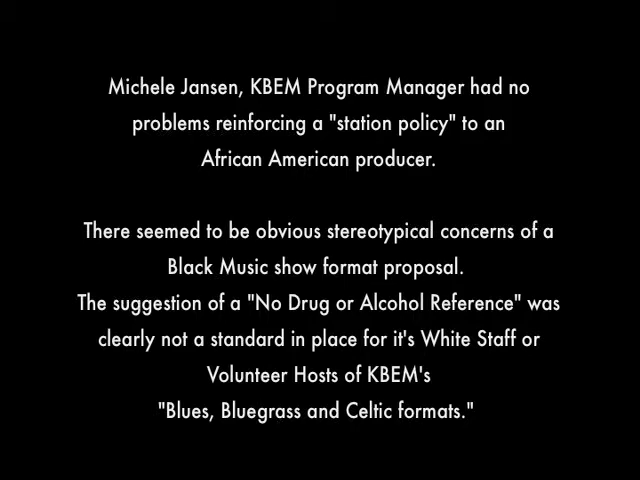 Michele Jansen, KBEM Program Manager had no
problems reinforcing a "station policy" to an
African American producer.
There seemed to be obvious stereotypical concerns of a
Black Music show format proposal.
The suggestion of a "No Drug or Alcohol Reference" was
clearly not a standard in place for it's White Staff or
Volunteer Hosts of KBEM's
"Blues, Bluegrass and Celtic formats."